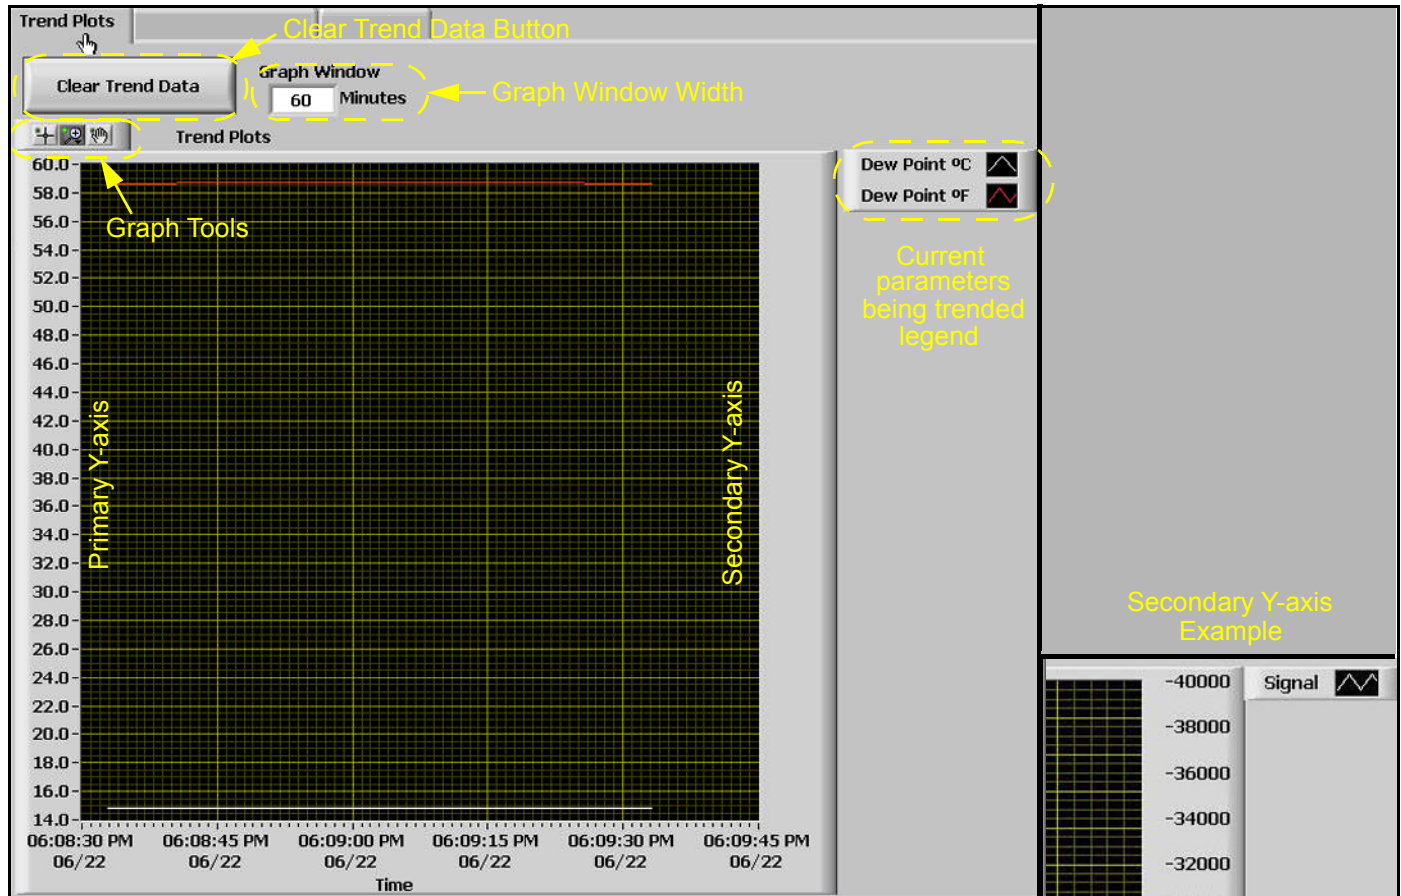 Trend Plots
Clear Trend Data Button
Clear Trend Data
Graph Window
60 Minutes
Graph Window Width
Trend Plots
Graph Tools
60.0
58.0
56.0
54.0
52.0
50.0
48.0
46.0
44.0
42.0
40.0
38.0
36.0
34.0
32.0
30.0
28.0
26.0
24.0
22.0
20.0
18.0
16.0
14.0
Primary Y-axis
Secondary Y-axis
06:08:30 PM 06:08:45 PM 06:09:00 PM 06:09:15 PM 06:09:30 PM 06:09:45 PM
06/22 06/22 06/22 06/22 06/22 06/22
Time
Dew Point ºC
Dew Point ºF
Current
parameters
being trended
legend
Secondary Y-axis
Example
-40000
-38000
-36000
-34000
-32000
Signal